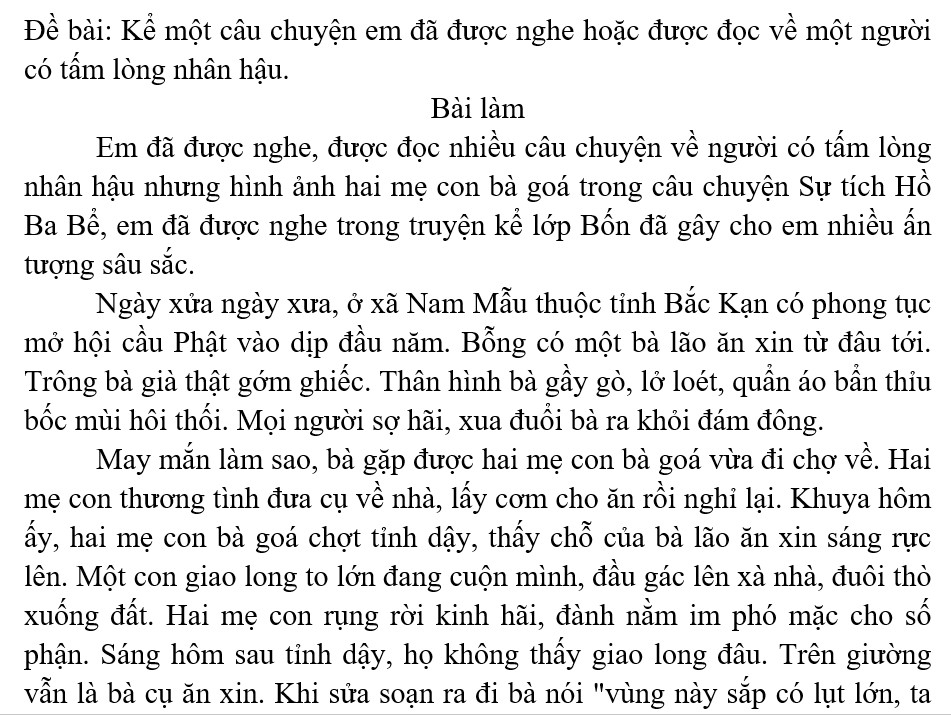 Đề bài: Kể một câu chuyện em đã được nghe hoặc được đọc về một người
có tấm lòng nhân hậu.
Bài làm
Em đã được nghe, được đọc nhiều câu chuyện về người có tấm lòng
nhân hậu nhưng hình ảnh hai mẹ con bà goá trong câu chuyện Sự tích Hồ
Ba Bể, em đã được nghe trong truyện kể lớp Bốn đã gây cho em nhiều ấn
tượng sâu sắc.
Ngày xửa ngày xưa, ở xã Nam Mẫu thuộc tỉnh Bắc Kạn có phong tục
mở hội cầu Phật vào dịp đầu năm. Bỗng có một bà lão ăn xin từ đâu tới.
Trông bà già thật gớm ghiếc. Thân hình bà gầy gò, lở loét, quần áo bẩn thỉu
bốc mùi hôi thối. Mọi người sợ hãi, xua đuổi bà ra khỏi đám đông.
May mắn làm sao, bà gặp được hai mẹ con bà goá vừa đi chợ về. Hai
mẹ con thương tình đưa cụ về nhà, lấy cơm cho ăn rồi nghỉ lại. Khuya hôm
ấy, hai mẹ con bà goá chợt tỉnh dậy, thấy chỗ của bà lão ăn xin sáng rực
lên. Một con giao long to lớn đang cuộn mình, đầu gác lên xà nhà, đuôi thò
xuống đất. Hai mẹ con rụng rời kinh hãi, đành nằm im phó mặc cho số
phận. Sáng hôm sau tỉnh dậy, họ không thấy giao long đâu. Trên giường
vẫn là bà cụ ăn xin. Khi sửa soạn ra đi bà nói "vùng này sắp có lụt lớn, ta